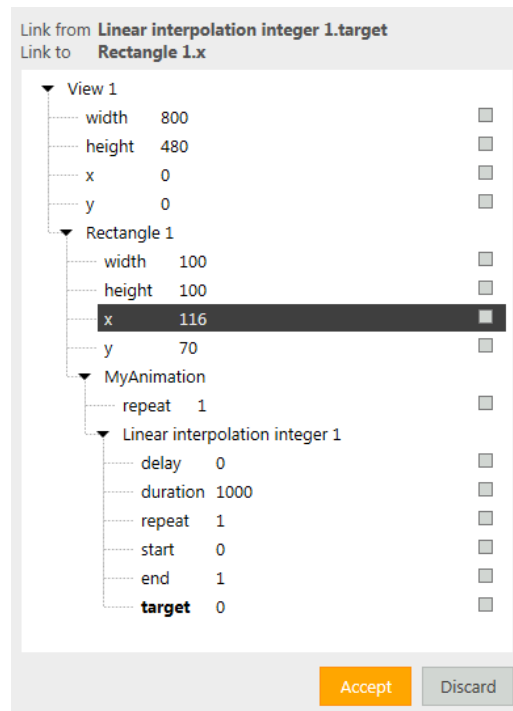 Link from Linear interpolation integer 1.target
Link to Rectangle 1.x
View 1
width 800
height 480
x 0
y 0
Rectangle 1
width 100
height 100
x 116
y 70
MyAnimation
repeat 1
Linear interpolation integer 1
delay 0
duration 1000
repeat 1
start 0
end 1
target 0
Accept Discard